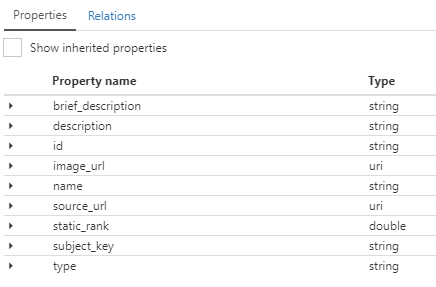 Properties Relations
Show inherited properties
Property name Type
brief_description string
description string
id string
image_url uri
name string
source_url uri
static_rank double
subject_key string
type string